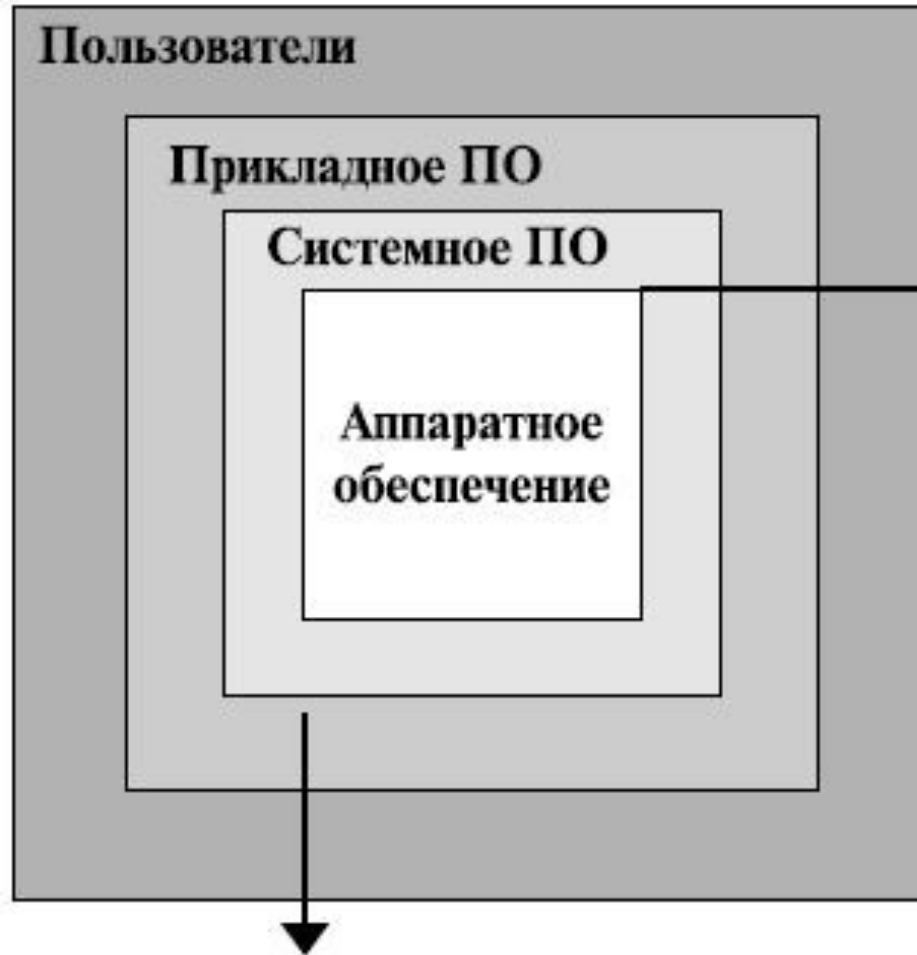 Пользователи
Прикладное ПО
Системное ПО
Аппаратное
обеспечение